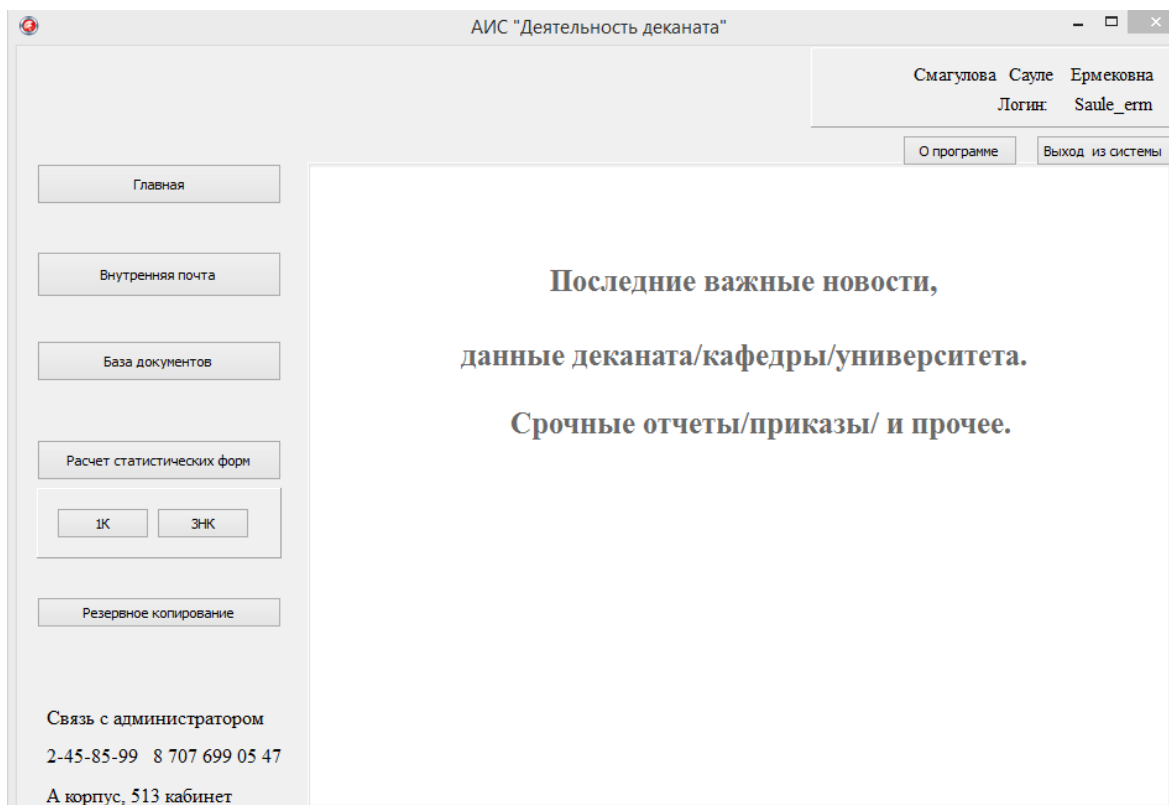 АИС "Деятельность деканата"
Смагулова Сауле Ермековна
Логин: Saule_erm
О программе
Выход из системы
Главная
Внутренняя почта
База документов
Расчет статистических форм
1К
3НК
Резервное копирование
Связь с администратором
2-45-85-99 8 707 699 05 47
А корпус, 513 кабинет
Последние важные новости,
данные деканата/кафедры/университета.
Срочные отчеты/приказы/ и прочее.